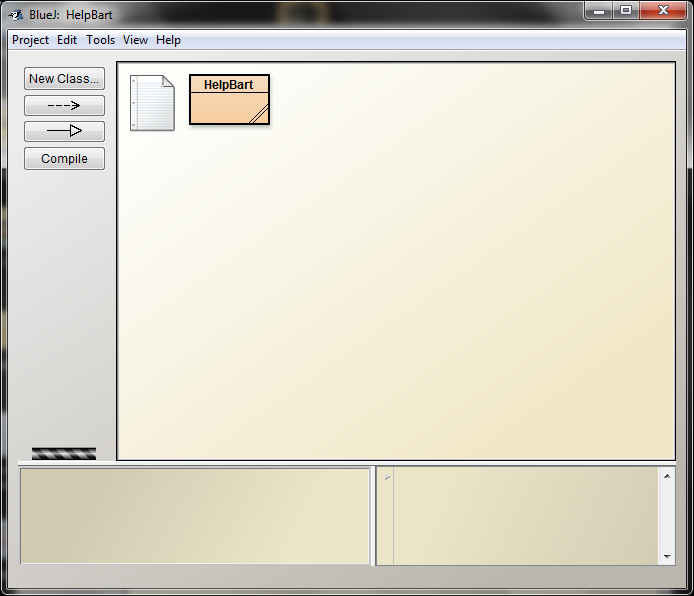 BlueJ: HelpBart
Project Edit Tools View Help
New Class...
HelpBart
Compile
>